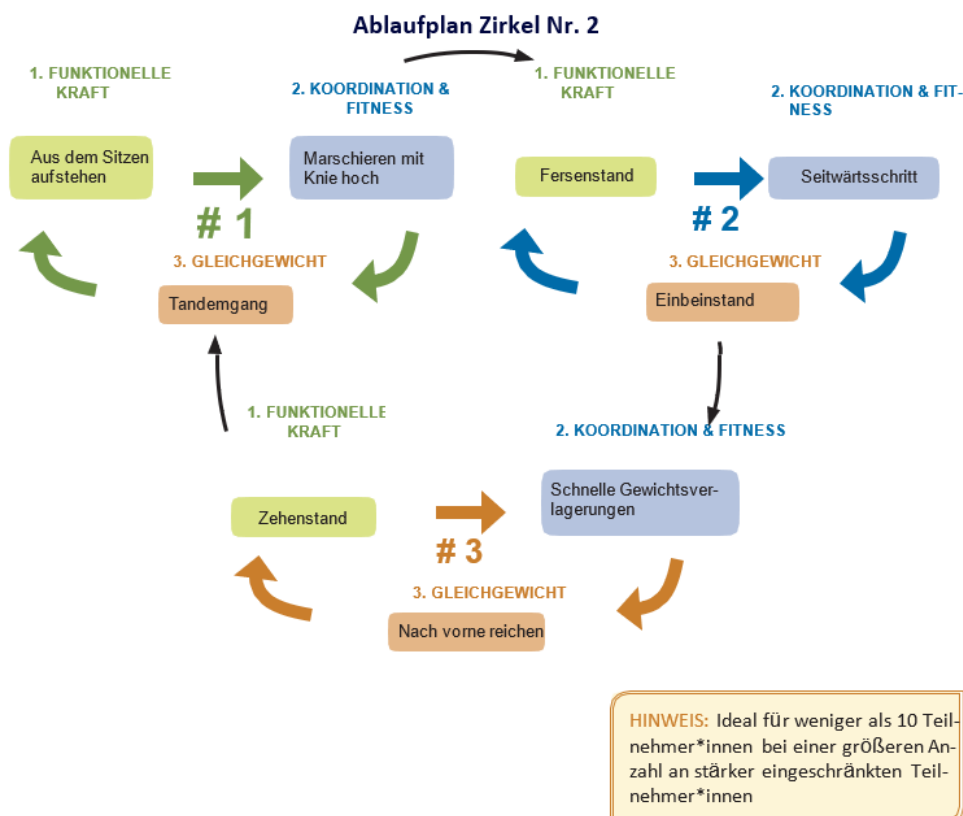 Ablaufplan Zirkel Nr. 2
1. FUNKTIONELLE
KRAFT
2. KOORDINATION &
FITNESS
Aus dem Sitzen
aufstehen
Marschieren mit
Knie hoch
# 1
3. GLEICHGEWICHT
Tandemgang
1. FUNKTIONELLE
KRAFT
2. KOORDINATION & FIT-
NESS
Fersenstand
Seitwärtsschritt
# 2
3. GLEICHGEWICHT
Einbeinstand
1. FUNKTIONELLE
KRAFT
2. KOORDINATION & FITNESS
Zehenstand
Schnelle Gewichtsver-
lagerungen
# 3
3. GLEICHGEWICHT
Nach vorne reichen
HINWEIS: Ideal für weniger als 10 Teil-
nehmer*innen bei einer größeren An-
zahl an stärker eingeschränkten Teil-
nehmer*innen